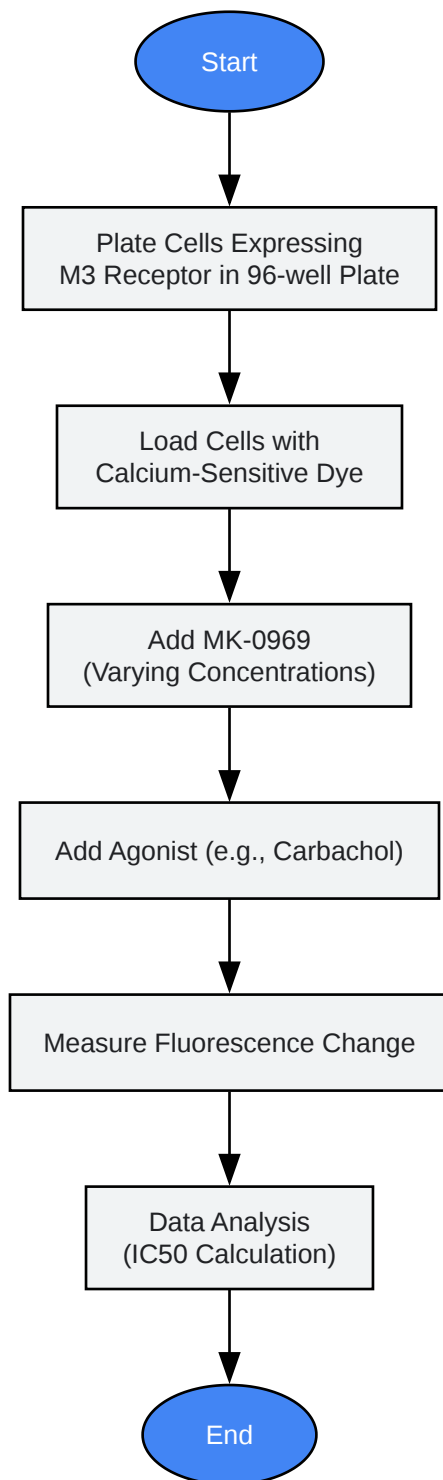 Start
Plate Cells Expressing
M3 Receptor in 96-well Plate
Load Cells with
Calcium-Sensitive Dye
Add MK-0969
(Varying Concentrations)
Add Agonist (e.g., Carbachol)
Measure Fluorescence Change
Data Analysis
(IC50 Calculation)
End